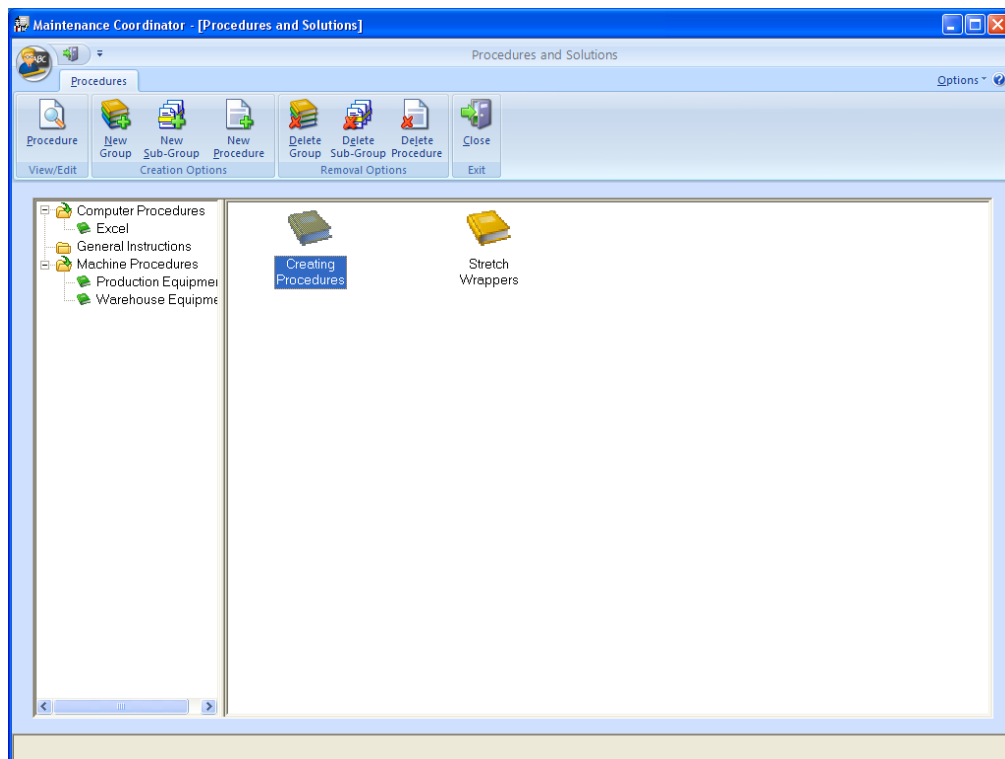 Maintenance Coordinator - [Procedures and Solutions]
ABC
Procedures and Solutions
Procedures
Options
Procedure
New Group
New Sub-Group
New Procedure
Delete Group
Delete Sub-Group
Delete Procedure
Close
View/Edit
Creation Options
Removal Options
Exit
Computer Procedures
Excel
General Instructions
Machine Procedures
Production Equipmer
Warehouse Equipme
Creating
Procedures
Stretch
Wrappers